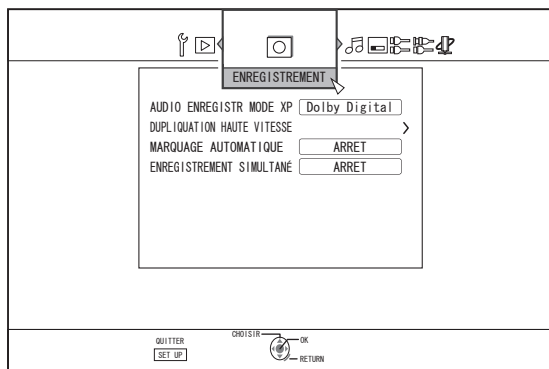 ENREGISTREMENT
AUDIO ENREGISTR MODE XP Dolby Digital
DUPLIQUATION HAUTE VITESSE
MARQUAGE AUTOMATIQUE ARRET
ENREGISTREMENT SIMULTANÉ ARRET
QUITTER
SET UP
CHOISIR
OK
RETURN